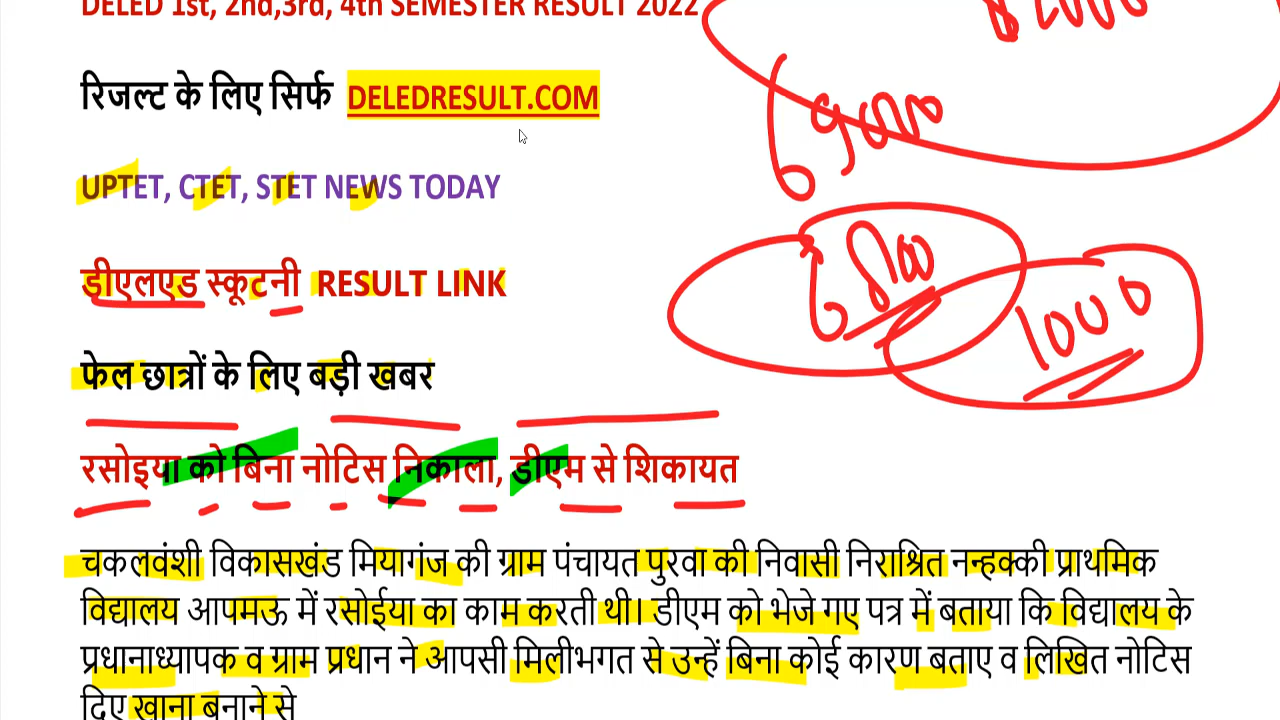 DELED 1st, 2nd,3rd, 4th SEMESTER RESULT 2022
रिजल्ट के लिए सिर्फ DELEDRESULT.COM
69000
UPTET, CTET, STET NEWS TODAY
6800
डीएलएड स्कूटनी RESULT LINK
1000
फेल छात्रों के लिए बड़ी खबर
रसोइया को बिना नोटिस निकाला, डीएम से शिकायत
चकलवंशी विकासखंड मियागंज की ग्राम पंचायत पुरवा की निवासी निराश्रित नन्हक्की प्राथमिक
विद्यालय आपमऊ में रसोईया का काम करती थी। डीएम को भेजे गए पत्र में बताया कि विद्यालय के
प्रधानाध्यापक व ग्राम प्रधान ने आपसी मिलीभगत से उन्हें बिना कोई कारण बताए व लिखित नोटिस
दिए खाना बनाने से